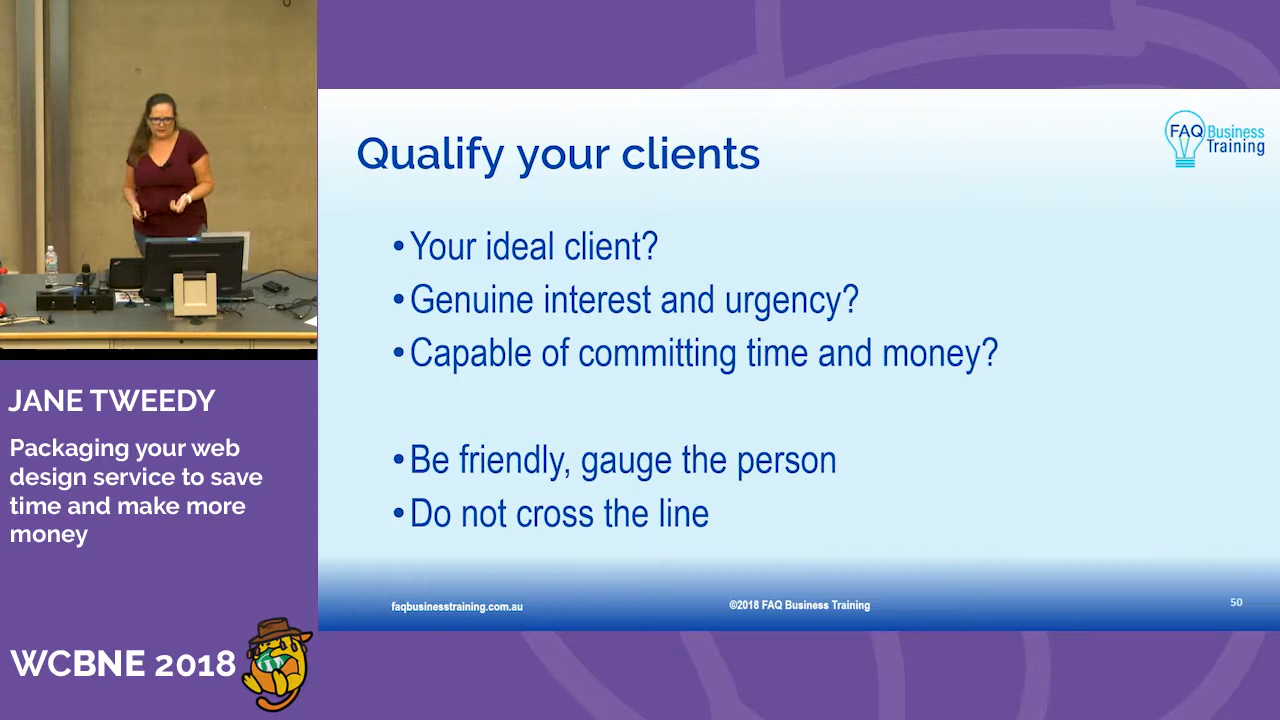 Qualify your clients
FAQ Business
Training
•Your ideal client?
•Genuine interest and urgency?
•Capable of committing time and money?
•Be friendly, gauge the person
•Do not cross the line
faqbusinesstraining.com.au
©2018 FAQ Business Training
50
JANE TWEEDY
Packaging your web
design service to save
time and make more
money
WCBNE 2018